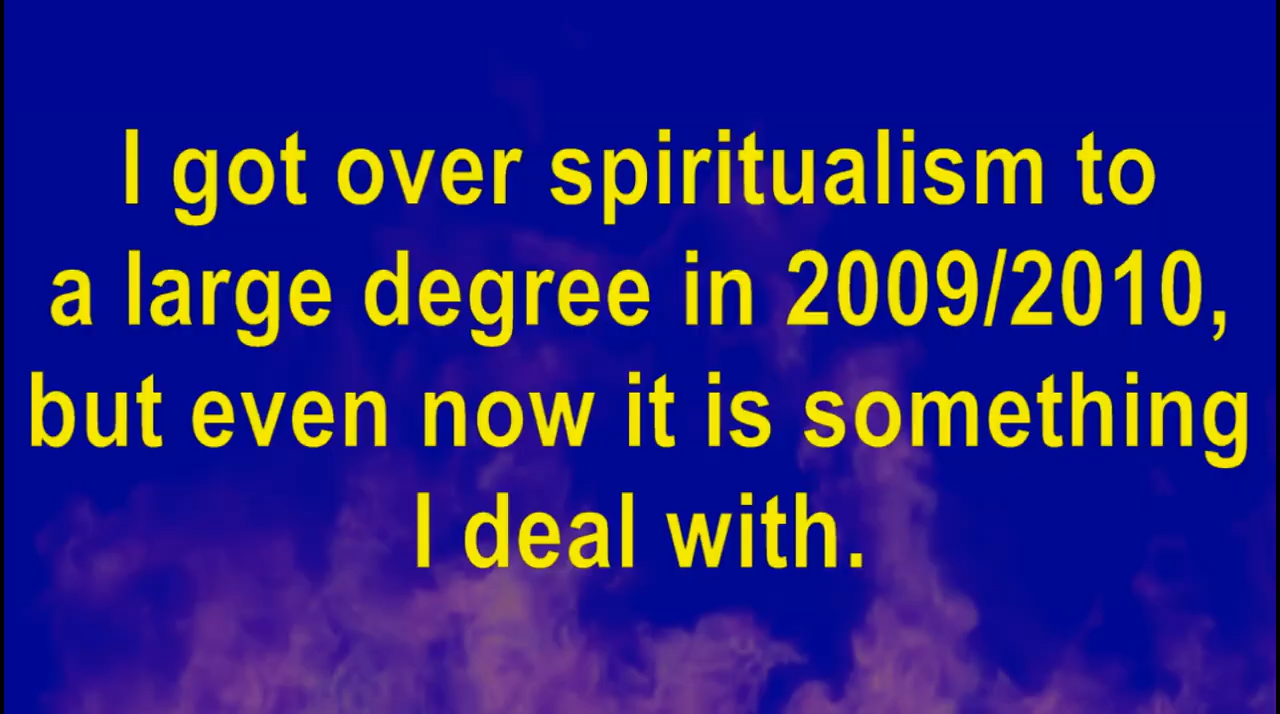 I got over spiritualism to
a large degree in 2009/2010,
but even now it is something
I deal with.